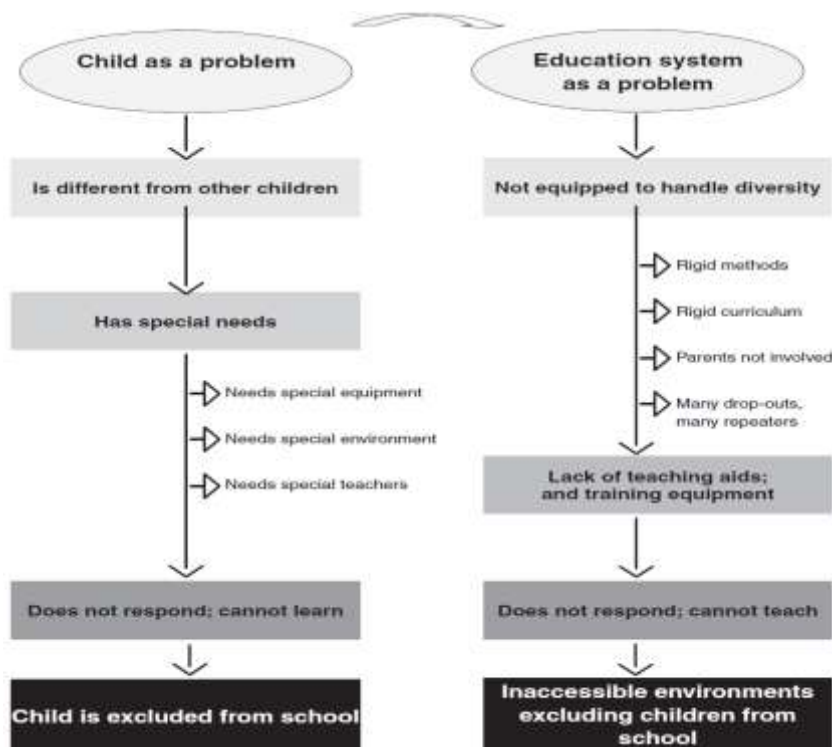 Child as a problem
Is different from other children
Has special needs
Needs special equipment
Needs special environment
Needs special teachers
Does not respond; cannot learn
Child is excluded from school
Education system
as a problem
Not equipped to handle diversity
Rigid methods
Rigid curriculum
Parents not involved
Many drop-outs,
many repeaters
Lack of teaching aids;
and training equipment
Does not respond; cannot teach
Inaccessible environments
excluding children from
school